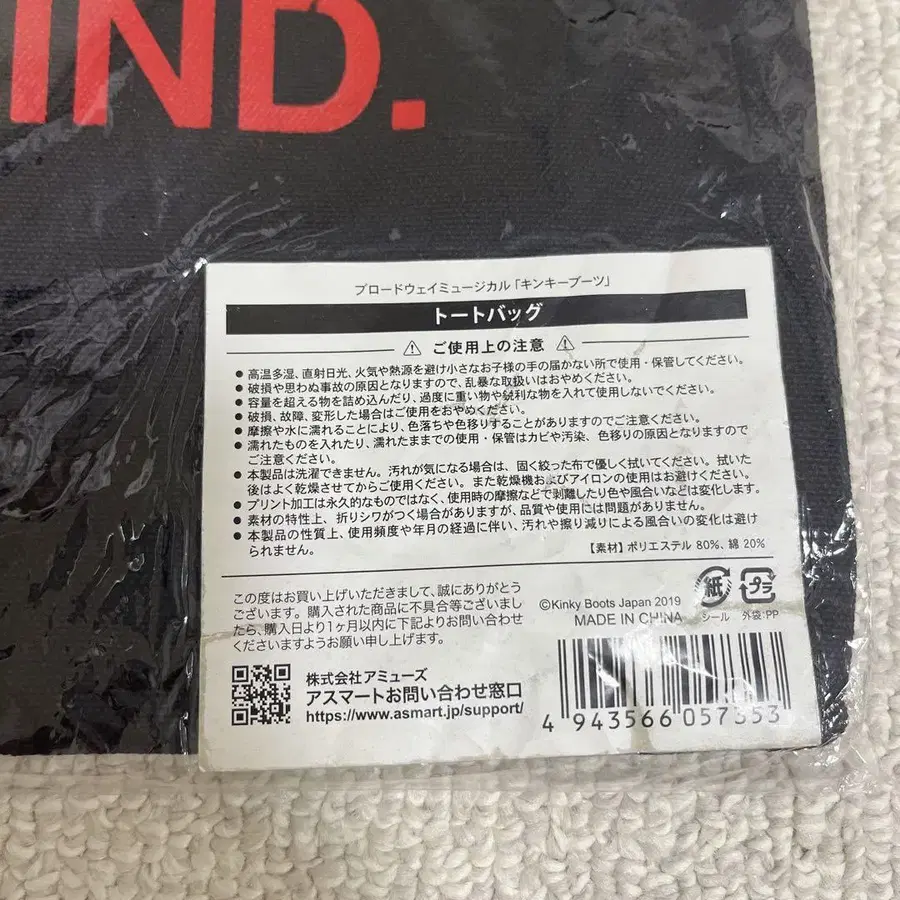 IND.
ブロードウェイミュージカル「キンキーブーツ」
トートバッグ
ご使用上の注意
● 高温多湿、直射日光、火気や熱源を避け小さなお子様の手の届かない所で使用・保管してください。
● 破損や思わぬ事故の原因となりますので、乱暴な取扱いはおやめください。
● 容量を超える物を詰め込んだり、過度に重い物や鋭利な物を入れて使用しないでください。
● 破損、故障、変形した場合はご使用をおやめください。
● 摩擦や水に濡れることにより、色落ちや色移りすることがありますのでご注意ください。
● 濡れたものを入れたり、濡れたままでの使用・保管はカビや汚染、色移りの原因となりますので
ご注意ください。
● 本製品は洗濯できません。汚れが気になる場合は、固く絞った布で優しく拭いてください。拭いた
後はよく乾燥させてからご使用ください。また乾燥機およびアイロンの使用はお避けください。
● プリント加工は永久的なものではなく、使用時の摩擦などで剥離したり色や風合いなどは変化します。
● 素材の特性上、折りシワがつく場合がありますが、品質や使用には問題がありません。
● 本製品の性質上、使用頻度や年月の経過に伴い、汚れや擦り減りによる風合いの変化は避け
られません。
【素材】ポリエステル 80%、綿 20%
この度はお買い上げいただきまして、誠にありがとう
ございます。購入された商品に不具合等ございまし
たら、購入日より1ヶ月以内に下記よりお問い合わせ
くださいますようお願い申し上げます。
株式会社アミューズ
アスマートお問い合わせ窓口
https://www.asmart.jp/support/
©Kinky Boots Japan 2019
MADE IN CHINA
紙
シール
プラ
外袋:PP
4 943566 057353